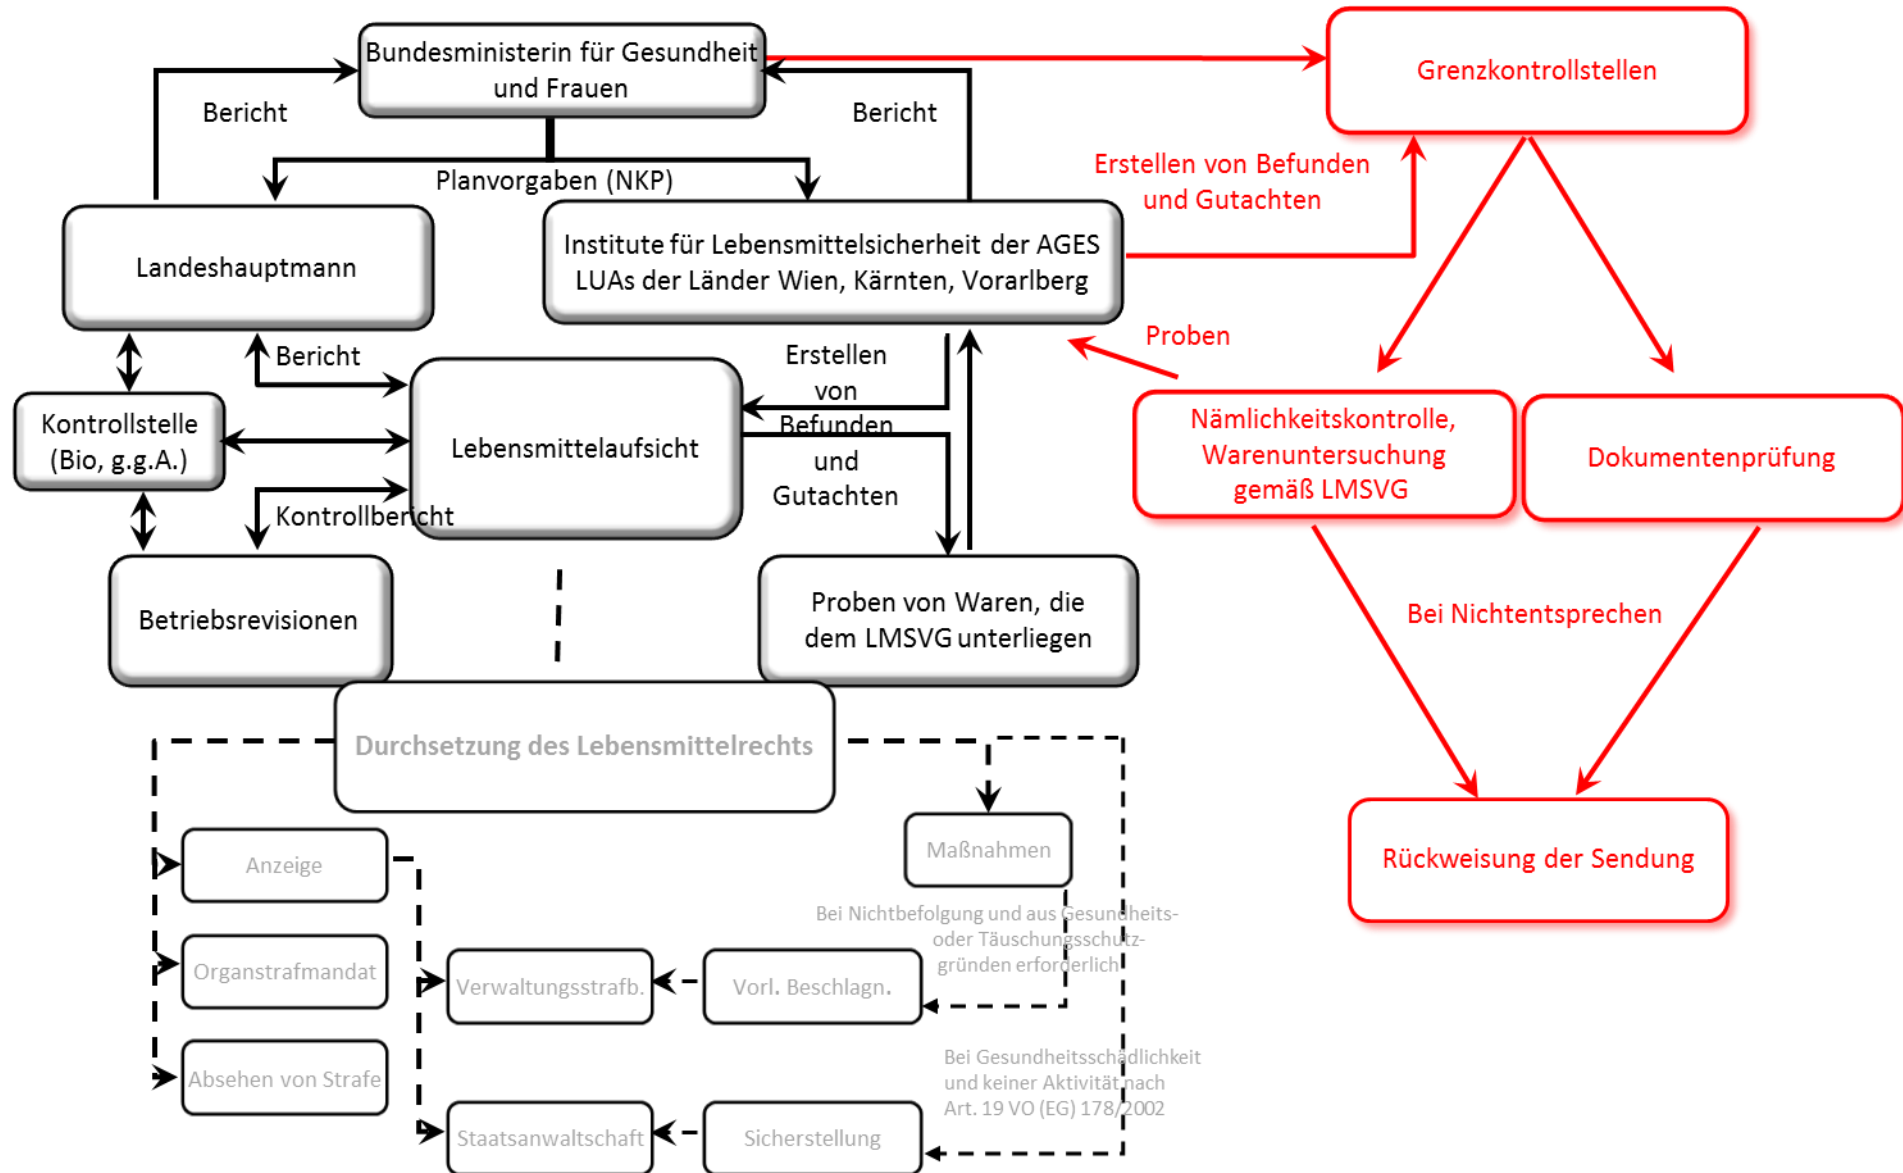 Bundesministerin für Gesundheit
und Frauen
Grenzkontrollstellen
Bericht
Bericht
Planvorgaben (NKP)
Erstellen von Befunden
und Gutachten
Landeshauptmann
Institute für Lebensmittelsicherheit der AGES
LUAs der Länder Wien, Kärnten, Vorarlberg
Proben
Bericht
Erstellen
von
Befunden
und
Gutachten
Kontrollstelle
(Bio, g.g.A.)
Lebensmittelaufsicht
Nämlichkeitskontrolle,
Warenuntersuchung
gemäß LMSVG
Dokumentenprüfung
Kontrollbericht
Betriebsrevisionen
Proben von Waren, die
dem LMSVG unterliegen
Bei Nichtentsprechen
Durchsetzung des Lebensmittelrechts
Anzeige
Maßnahmen
Rückweisung der Sendung
Bei Nichtbefolgung und aus Gesundheits-
oder Täuschungsschutz-
gründen erforderlich
Organstrafmandat
Verwaltungsstrafb.
Vorl. Beschlagn.
Absehen von Strafe
Bei Gesundheitsschädlichkeit
und keiner Aktivität nach
Art. 19 VO (EG) 178/2002
Staatsanwaltschaft
Sicherstellung